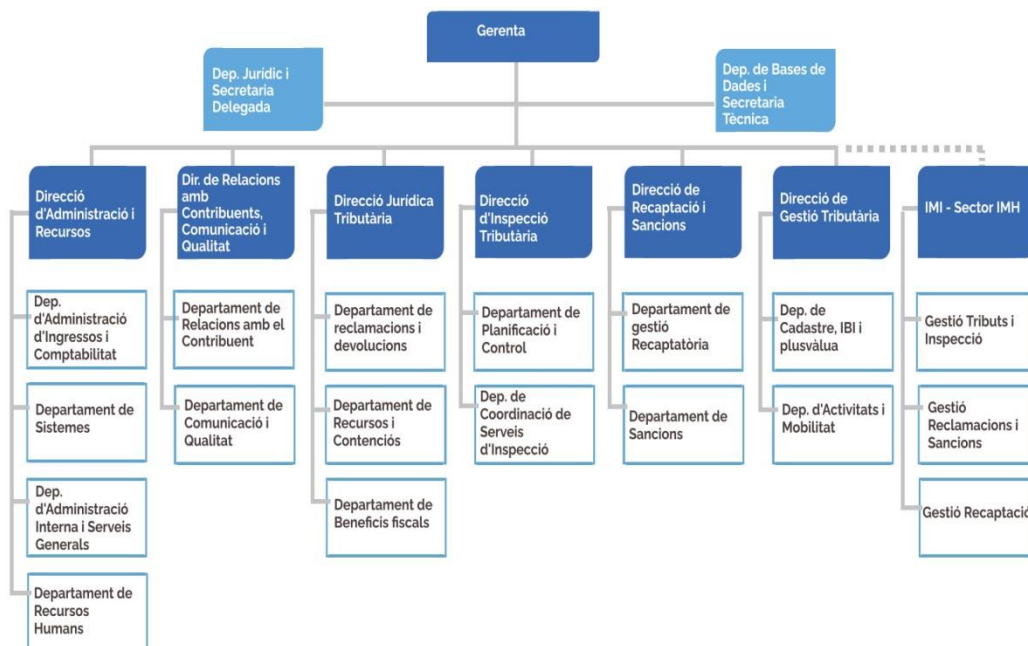 Gerenta
Dep. Jurídic i
Secretaria
Delegada
Dep. de Bases de
Dades i
Secretaria
Tècnica
Direcció
d'Administració i
Recursos
Dir. de Relacions
amb
Contribuents,
Comunicació i
Qualitat
Direcció Jurídica
Tributària
Direcció
d'Inspecció
Tributària
Direcció de
Recaptació i
Sancions
Direcció de
Gestió Tributària
IMI - Sector IMH
Dep.
d'Administració
d'Ingressos i
Comptabilitat
Departament de
Relacions amb el
Contribuent
Departament de
reclamacions i
devolucions
Departament de
Planificació i
Control
Departament de
gestió
Recaptatòria
Dep. de
Cadastre, IBI i
plusvàlua
Gestió Tributs i
Inspecció
Departament de
Sistemes
Departament de
Comunicació i
Qualitat
Departament de
Recursos i
Contenciós
Dep. de
Coordinació de
Serveis
d'Inspecció
Departament de
Sancions
Dep. d'Activitats i
Mobilitat
Gestió
Reclamacions i
Sancions
Dep.
d'Administració
Interna i Serveis
Generals
Departament de
Beneficis fiscals
Gestió Recaptació
Departament de
Recursos
Humans